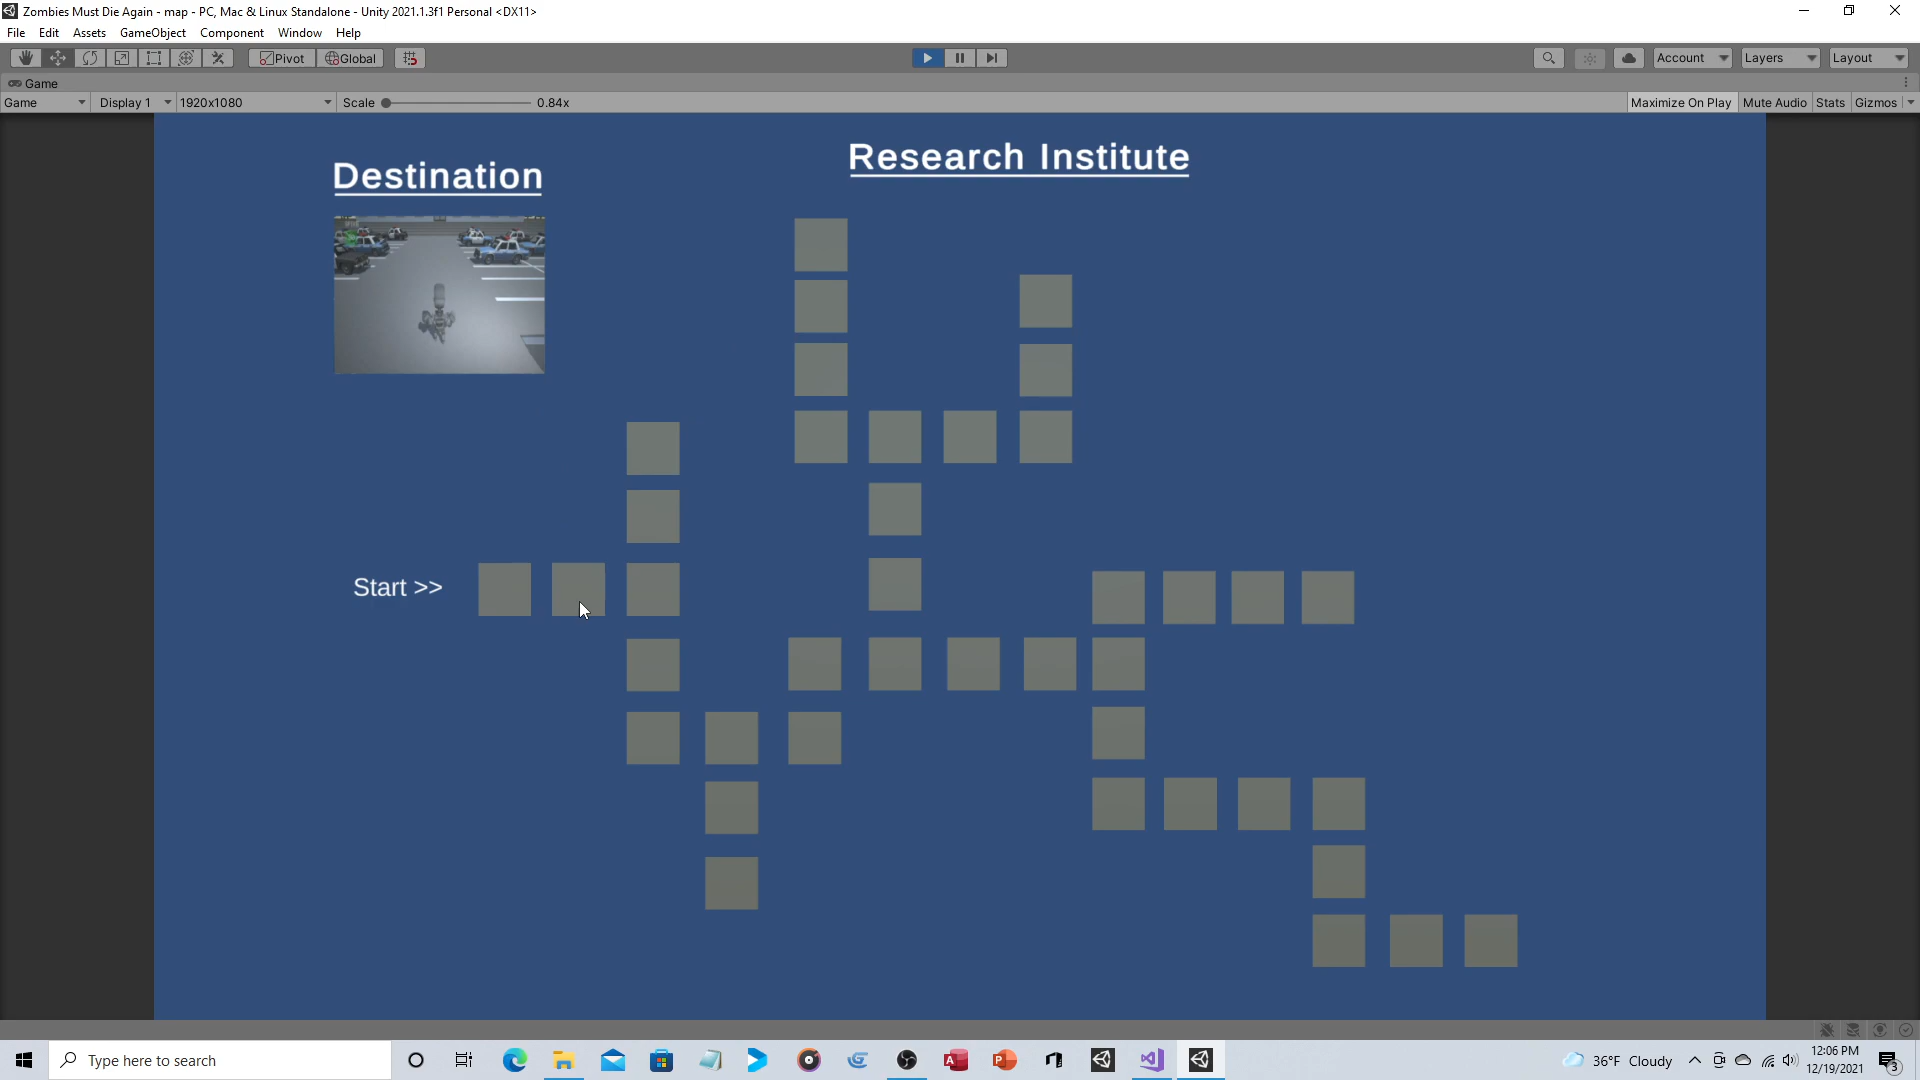 Zombies Must Die Again - map - PC, Mac & Linux Standalone - Unity 2021.1.3f1 Personal <DX11>
File Edit Assets GameObject Component Window Help
Pivot Global Account Layers Layout
Game
Game Display 1 1920x1080 Scale 0.84x Maximize On Play Mute Audio Stats Gizmos
Research Institute
Destination
Start >>
Type here to search
36°F Cloudy
12:06 PM
12/19/2021
3